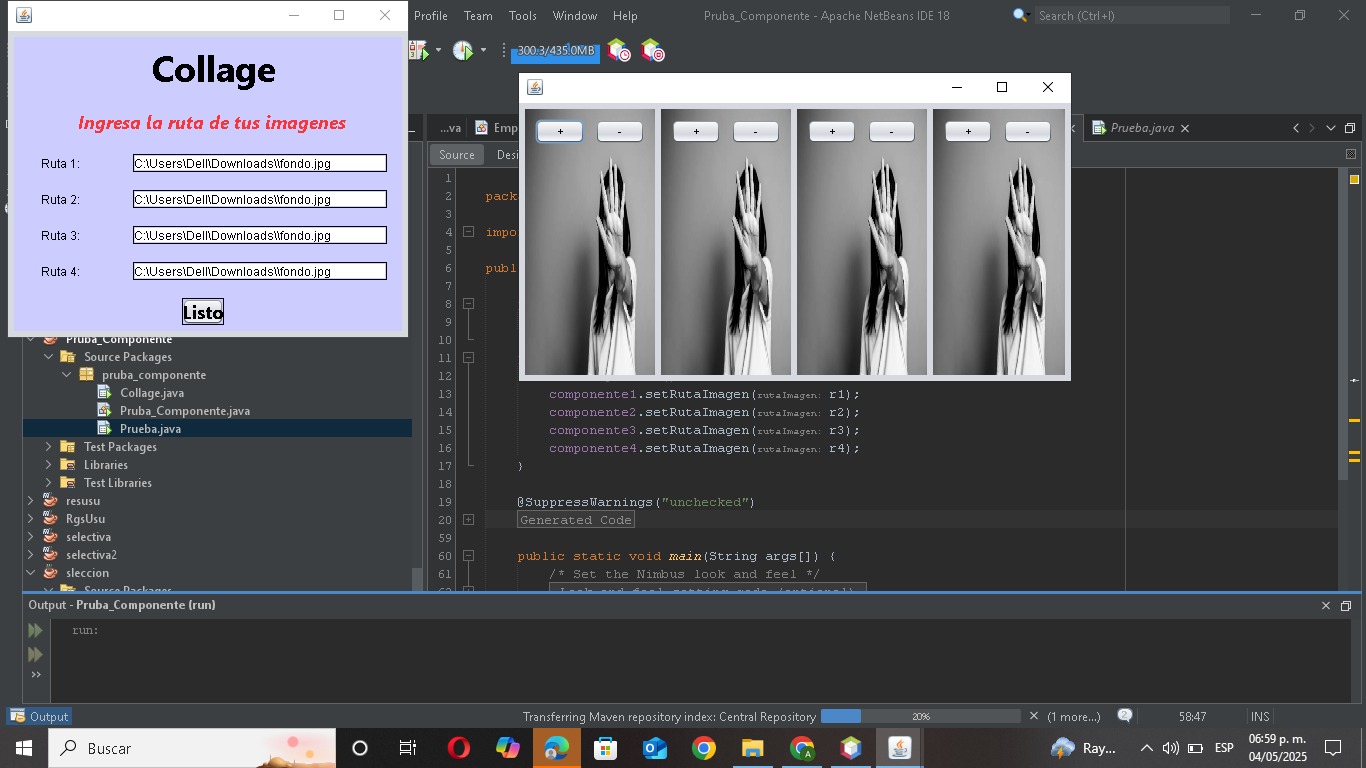 Collage
Ingresa la ruta de tus imagenes
Ruta 1:
C:\Users\Dell\Downloads\\fondo.jpg
Ruta 2:
C:\Users\Dell\Downloads\\fondo.jpg
Ruta 3:
C:\Users\Dell\Downloads\\fondo.jpg
Ruta 4:
C:\Users\Dell\Downloads\\fondo.jpg
Listo
Profile Team Tools Window Help
Pruba_Componente - Apache NetBeans IDE 18
Search (Ctrl+I)
300.3/435.0MB
...va
Prueba.java
Source
+ - + - + - + -
1
2
3
4
5
6
7
8
9
10
11
12
13 componente1.setRutaImagen(rutaImagen: r1);
14 componente2.setRutaImagen(rutaImagen: r2);
15 componente3.setRutaImagen(rutaImagen: r3);
16 componente4.setRutaImagen(rutaImagen: r4);
17 }
18
19 @SuppressWarnings("unchecked")
20 Generated Code
59
60 public static void main(String args[]) {
61 /* Set the Nimbus look and feel */
Pruba_Componente
Source Packages
pruba_componente
Collage.java
Pruba_Componente.java
Prueba.java
Test Packages
Libraries
Test Libraries
resusu
RgsUsu
selectiva
selectiva2
sleccion
Output - Pruba_Componente (run)
run:
Output
Transferring Maven repository index: Central Repository
20%
(1 more...)
2
58:47
INS
Buscar
Ray...
ESP
06:59 p. m.
04/05/2025